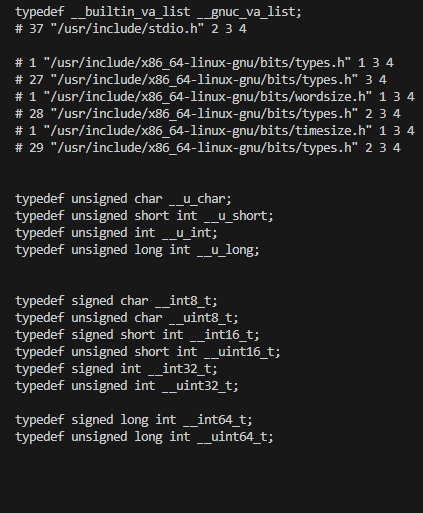 typedef __builtin_va_list __gnuc_va_list;
# 37 "/usr/include/stdio.h" 2 3 4
# 1 "/usr/include/x86_64-linux-gnu/bits/types.h" 1 3 4
# 27 "/usr/include/x86_64-linux-gnu/bits/types.h" 3 4
# 1 "/usr/include/x86_64-linux-gnu/bits/wordsize.h" 1 3 4
# 28 "/usr/include/x86_64-linux-gnu/bits/types.h" 2 3 4
# 1 "/usr/include/x86_64-linux-gnu/bits/timesize.h" 1 3 4
# 29 "/usr/include/x86_64-linux-gnu/bits/types.h" 2 3 4
typedef unsigned char __u_char;
typedef unsigned short int __u_short;
typedef unsigned int __u_int;
typedef unsigned long int __u_long;
typedef signed char __int8_t;
typedef unsigned char __uint8_t;
typedef signed short int __int16_t;
typedef unsigned short int __uint16_t;
typedef signed int __int32_t;
typedef unsigned int __uint32_t;
typedef signed long int __int64_t;
typedef unsigned long int __uint64_t;